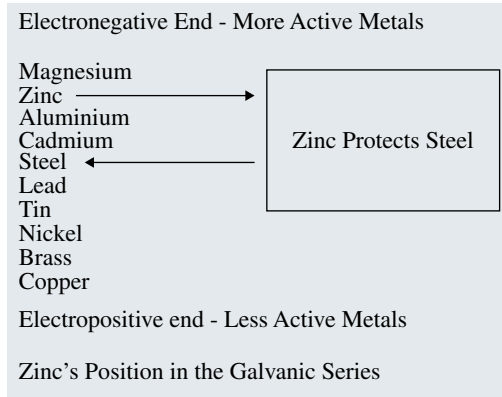 Electronegative End - More Active Metals
Magnesium
Zinc
Aluminium
Cadmium
Steel
Lead
Tin
Nickel
Brass
Copper
Zinc Protects Steel
Electropositive end - Less Active Metals
Zinc's Position in the Galvanic Series